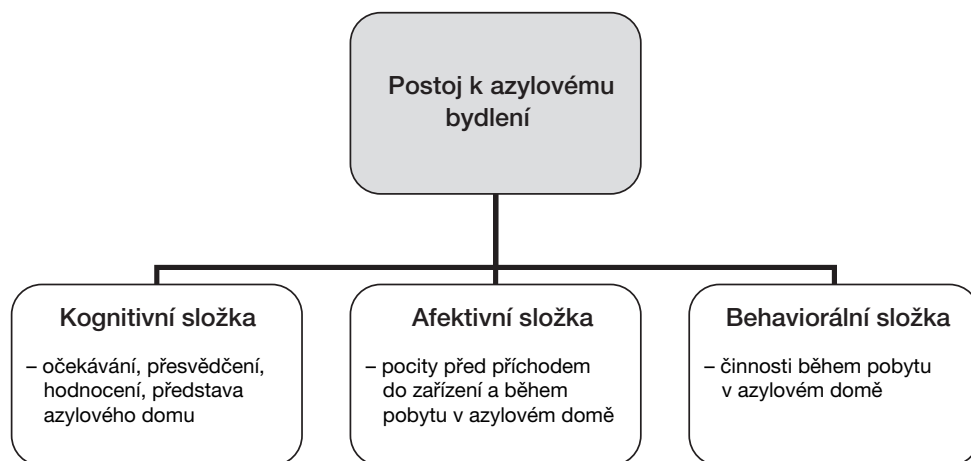 Postoj k azylovému
bydlení
Kognitivní složka
– očekávání, přesvědčení,
hodnocení, představa
azylového domu
Afektivní složka
– pocity před příchodem
do zařízení a během
pobytu v azylovém domě
Behaviorální složka
– činnosti během pobytu
v azylovém domě